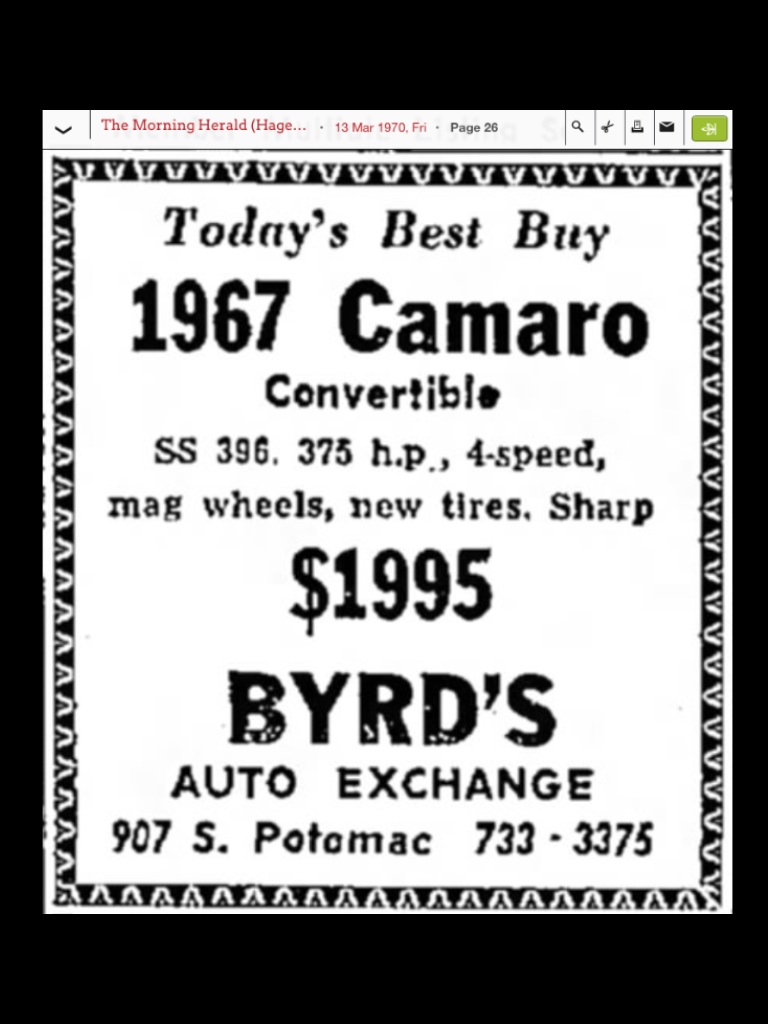 The Morning Herald (Hage... · 13 Mar 1970, Fri · Page 26
Today's Best Buy
1967 Camaro
Convertible
SS 396. 375 h.p., 4-speed,
mag wheels, new tires. Sharp
$1995
BYRD'S
AUTO EXCHANGE
907 S. Potomac 733-3375